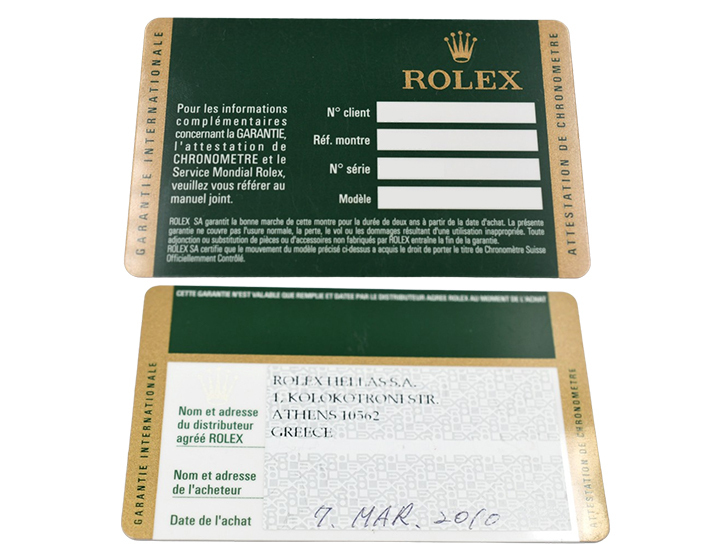 GARANTIE INTERNATIONALE
ROLEX
Pour les informations
complémentaires
concernant la GARANTIE,
l'attestation de
CHRONOMETRE et le
Service Mondial Rolex,
veuillez vous référer au
manuel joint.
N° client
Réf. montre
N° série
Modèle
ATTESTATION DE CHRONOMETRE
ROLEX SA garantit la bonne marche de cette montre pour la durée de deux ans à partir de la date d'achat. La présente
garantie ne couvre pas l'usure normale, la perte, le vol ou les dommages résultant d'une utilisation inappropriée. Toute
adjonction ou substitution de pièces ou d'accessoires non fabriqués par ROLEX entraîne la fin de la garantie.
ROLEX SA certifie que le mouvement du modèle précisé ci-dessus a acquis le droit de porter le titre de Chronomètre Suisse
Officiellement Contrôlé.
CETTE GARANTIE N'EST VALABLE QUE REMPLIE ET DATEE PAR LE DISTRIBUTEUR AGREE ROLEX AU MOMENT DE L'ACHAT
GARANTIE INTERNATIONALE
Nom et adresse
du distributeur
agréé ROLEX
ROLEX HELLAS S.A.
1, KOLOKOTRONI STR.
ATHENS 10562
GREECE
Nom et adresse
de l'acheteur
Date de l'achat
7. MAR. 2010
ATTESTATION DE CHRONOMETRE